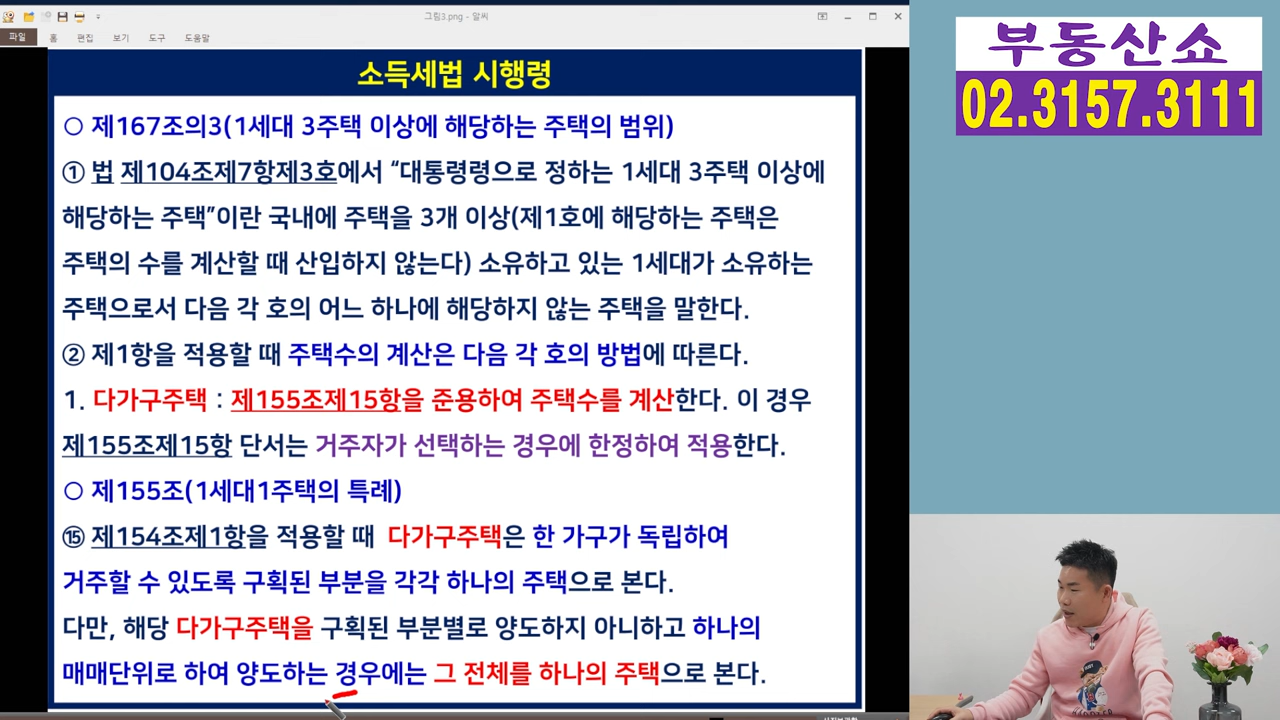 그림3.png - 알씨
파일 홈 편집 보기 도구 도움말
부동산쇼
02.3157.3111
소득세법 시행령
○ 제167조의3(1세대 3주택 이상에 해당하는 주택의 범위)
① 법 제104조제7항제3호에서 “대통령령으로 정하는 1세대 3주택 이상에
해당하는 주택”이란 국내에 주택을 3개 이상(제1호에 해당하는 주택은
주택의 수를 계산할 때 산입하지 않는다) 소유하고 있는 1세대가 소유하는
주택으로서 다음 각 호의 어느 하나에 해당하지 않는 주택을 말한다.
② 제1항을 적용할 때 주택수의 계산은 다음 각 호의 방법에 따른다.
1. 다가구주택 : 제155조제15항을 준용하여 주택수를 계산한다. 이 경우
제155조제15항 단서는 거주자가 선택하는 경우에 한정하여 적용한다.
○ 제155조(1세대1주택의 특례)
⑮ 제154조제1항을 적용할 때 다가구주택은 한 가구가 독립하여
거주할 수 있도록 구획된 부분을 각각 하나의 주택으로 본다.
다만, 해당 다가구주택을 구획된 부분별로 양도하지 아니하고 하나의
매매단위로 하여 양도하는 경우에는 그 전체를 하나의 주택으로 본다.